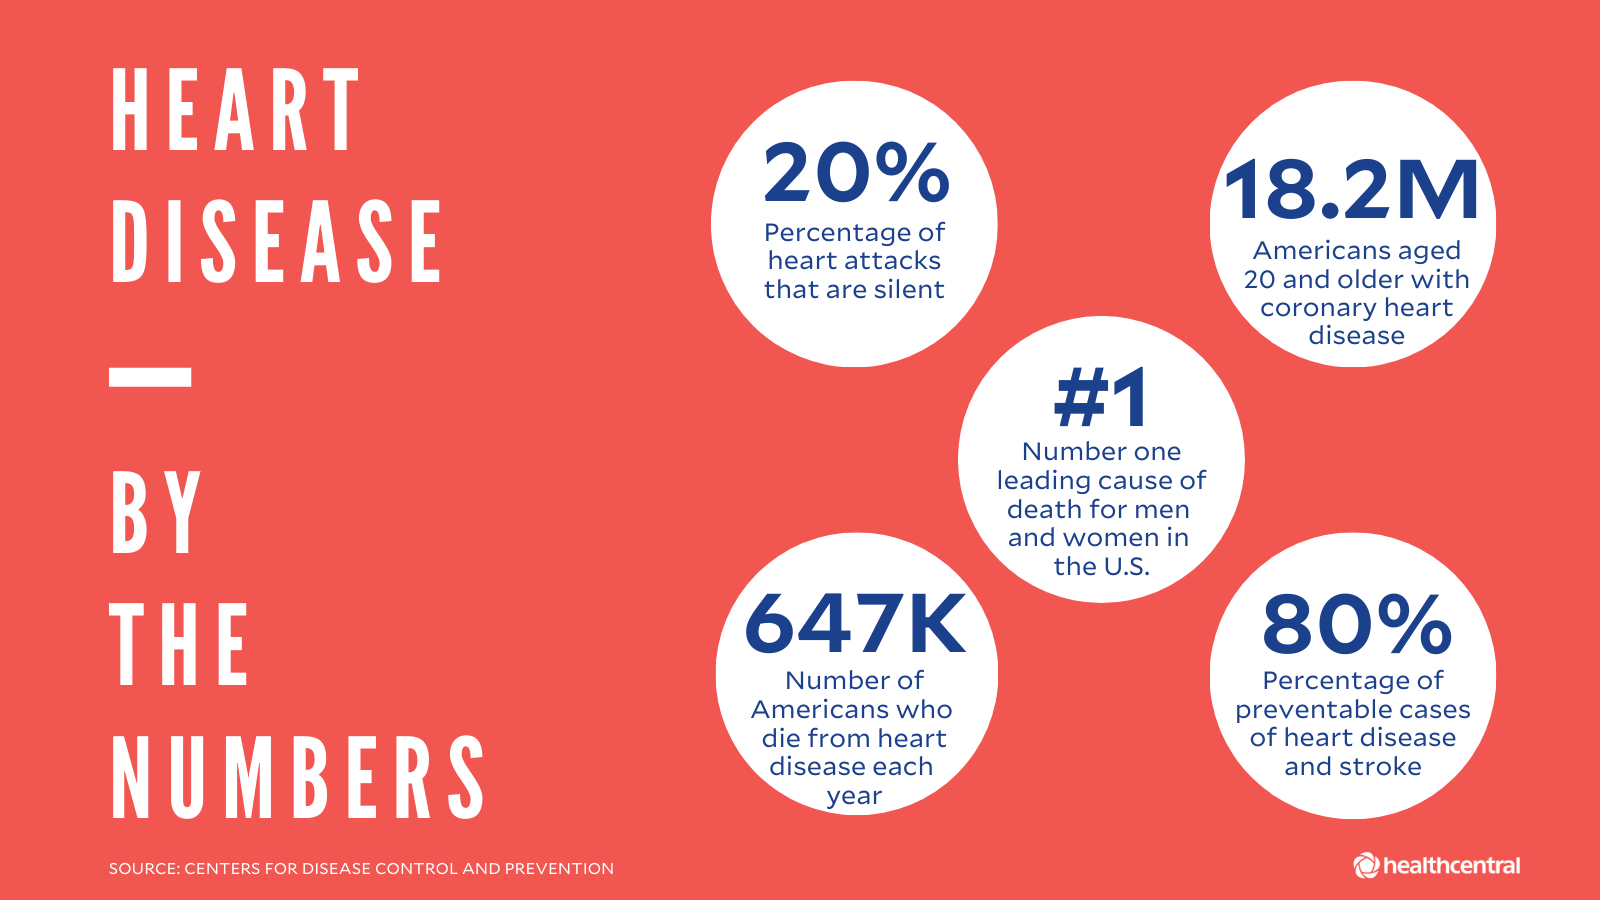 HEART
DISEASE
BY
THE
NUMBERS
20%
Percentage of
heart attacks
that are silent
18.2M
Americans aged
20 and older with
coronary heart
disease
#1
Number one
leading cause of
death for men
and women in
the U.S.
647K
Number of
Americans who
die from heart
disease each
year
80%
Percentage of
preventable cases
of heart disease
and stroke
SOURCE: CENTERS FOR DISEASE CONTROL AND PREVENTION
healthcentral